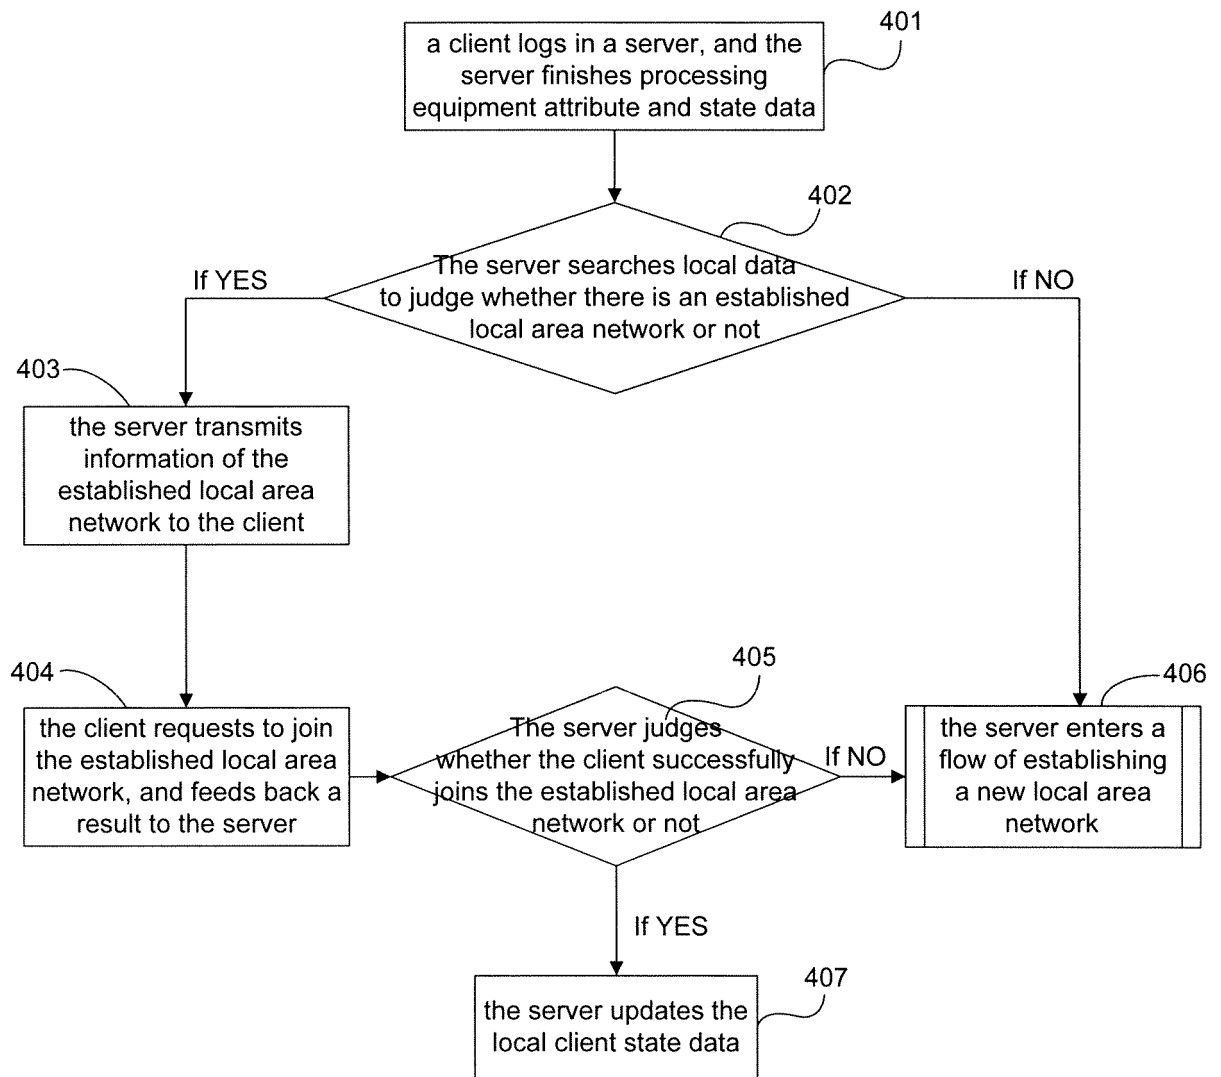 401
a client logs in a server, and the
server finishes processing
equipment attribute and state data
402
The server searches local data
to judge whether there is an established
local area network or not
If YES
If NO
403
the server transmits
information of the
established local area
network to the client
404
the client requests to join
the established local area
network, and feeds back a
result to the server
405
The server judges
whether the client successfully
joins the established local area
network or not
If NO
406
the server enters a
flow of establishing
a new local area
network
If YES
407
the server updates the
local client state data